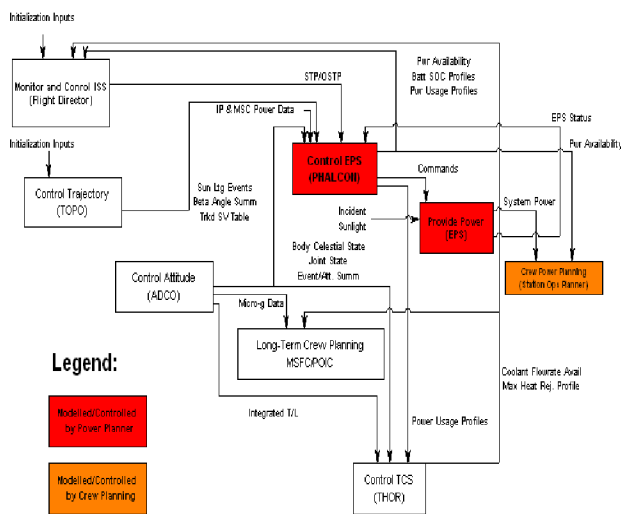 Initialization Inputs
Monitor and Conrol ISS
(Flight Director)
STP/OSTP
Pwr Availability
Batt SOC Profiles
Pwr Usage Profiles
IP & MSC Power Data
EPS Status
Initialization Inputs
Control EPS
(PHALCON)
Pwr Availability
Commands
Control Trajectory
(TOPO)
Sun Ltg Events
Beta Angle Summ
Trkd SV Table
System Power
Incident
Sunlight
Provide Power
(EPS)
Body Celestial State
Joint State
Event/Att. Summ
Control Attitude
(ADCO)
Crew Power Planning
(Station Ops Planner)
Micro-g Data
Long-Term Crew Planning
MSFC/POIC
Legend:
Coolant Flowrate Avail
Max Heat Rej. Profile
Modelled/Controlled
by Power Planner
Integrated T/L
Power Usage Profiles
Control TCS
(THOR)
Modelled/Controlled
by Crew Planning